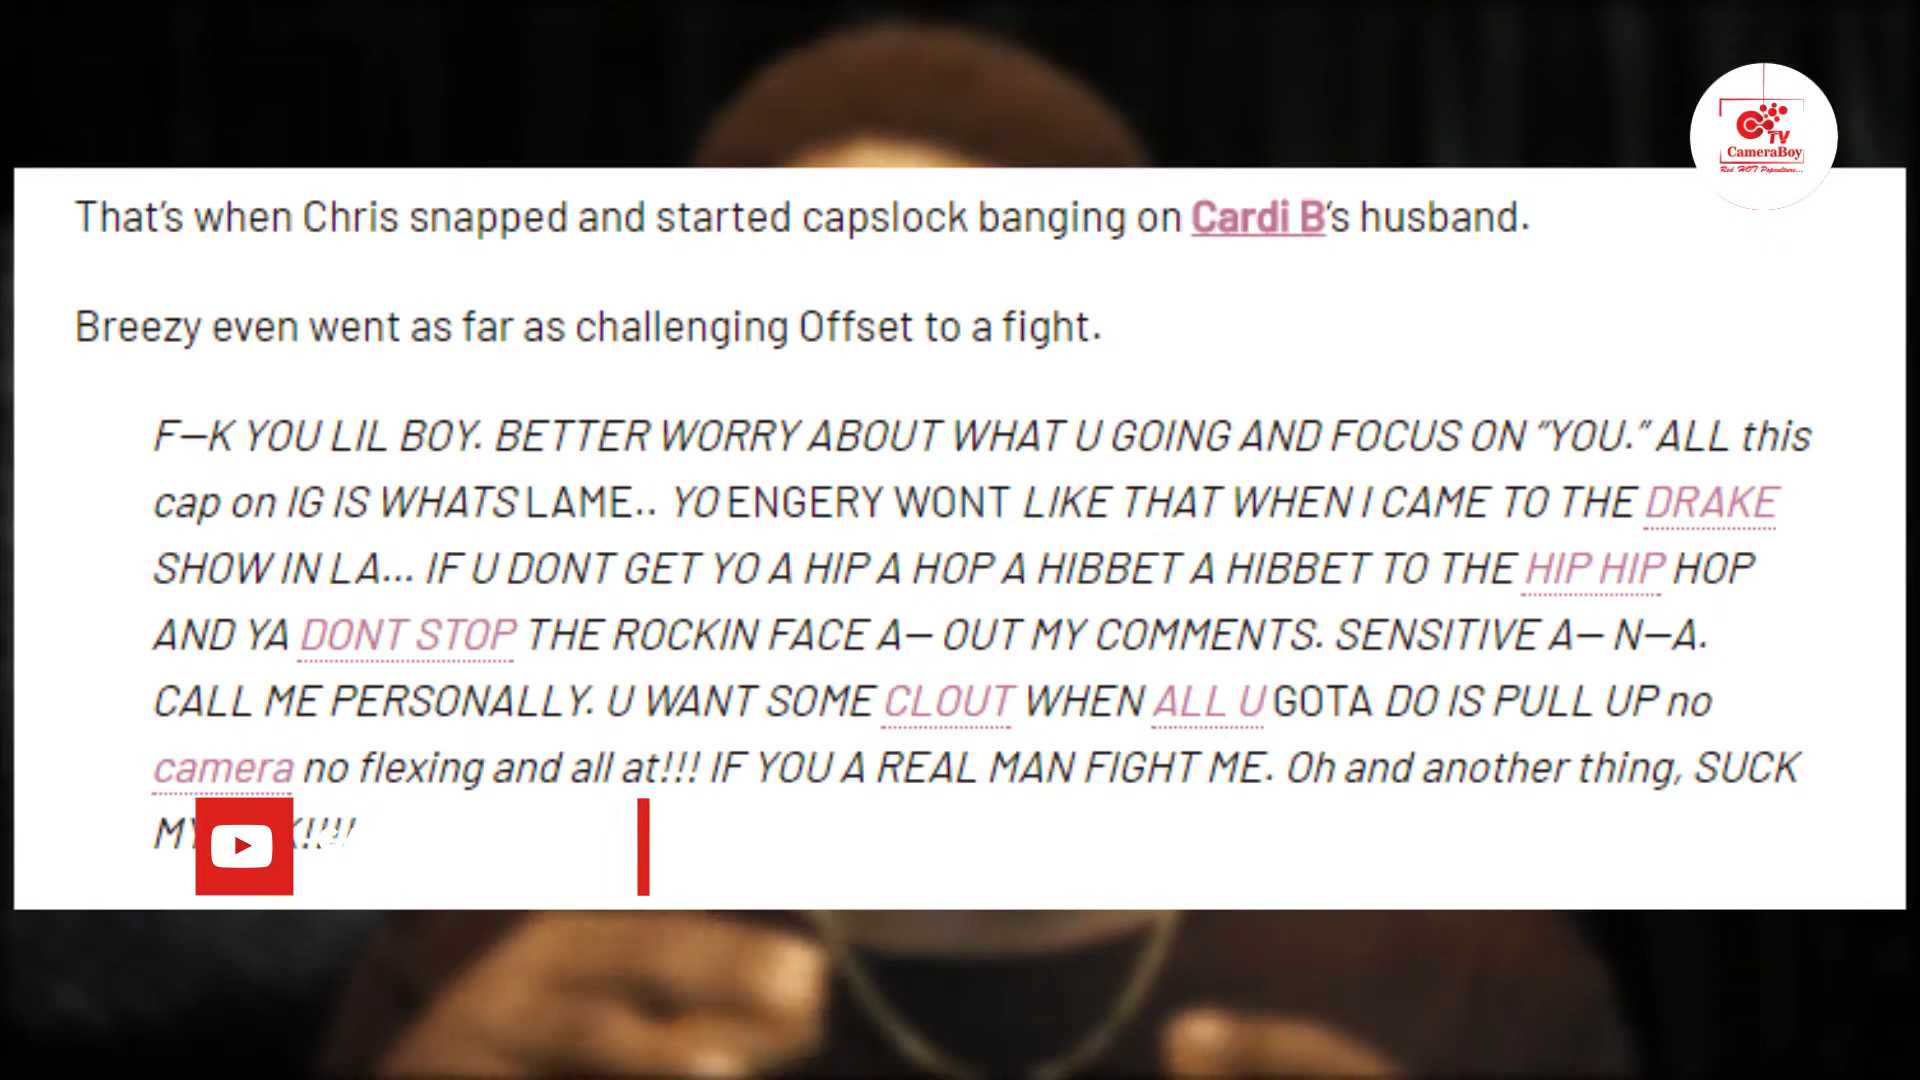 TV
CameraBoy
Red HOT Popculture...
That's when Chris snapped and started capslock banging on Cardi B's husband.
Breezy even went as far as challenging Offset to a fight.
F–K YOU LIL BOY. BETTER WORRY ABOUT WHAT U GOING AND FOCUS ON "YOU." ALL this
cap on IG IS WHATS LAME.. YO ENGERY WONT LIKE THAT WHEN I CAME TO THE DRAKE
SHOW IN LA... IF U DONT GET YO A HIP A HOP A HIBBET A HIBBET TO THE HIP HIP HOP
AND YA DONT STOP THE ROCKIN FACE A– OUT MY COMMENTS. SENSITIVE A– N–A.
CALL ME PERSONALLY. U WANT SOME CLOUT WHEN ALL U GOTA DO IS PULL UP no
camera no flexing and all at!!! IF YOU A REAL MAN FIGHT ME. Oh and another thing, SUCK